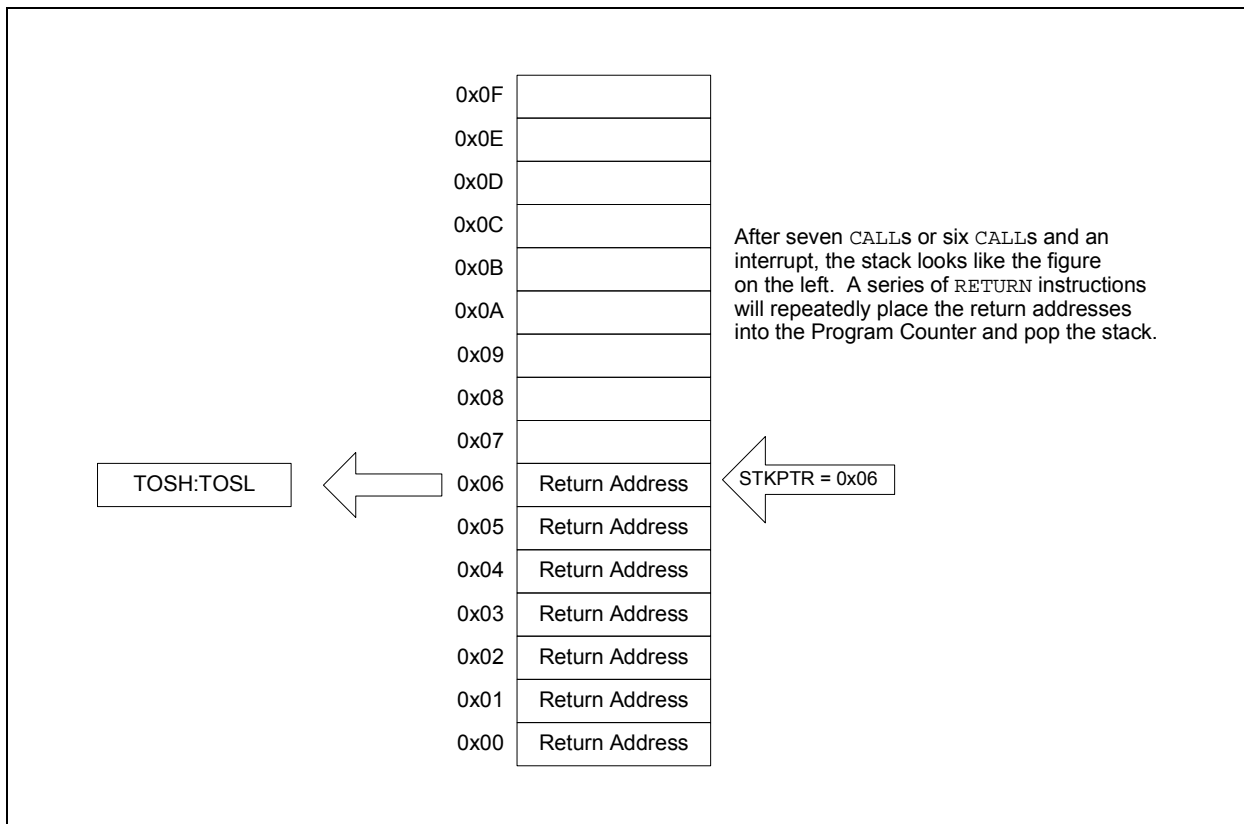 0x0F
0x0E
0x0D
0x0C
0x0B
0x0A
0x09
0x08
0x07
0x06 Return Address
0x05 Return Address
0x04 Return Address
0x03 Return Address
0x02 Return Address
0x01 Return Address
0x00 Return Address
TOSH:TOSL
STKPTR = 0x06
After seven CALLs or six CALLs and an
interrupt, the stack looks like the figure
on the left. A series of RETURN instructions
will repeatedly place the return addresses
into the Program Counter and pop the stack.